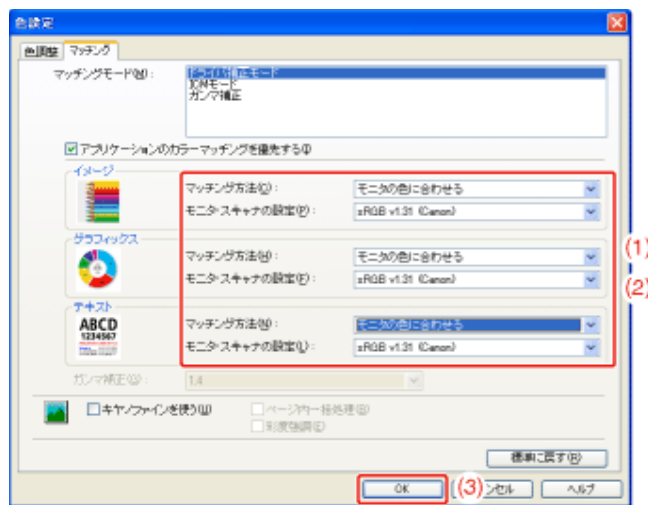 色設定
色調整 マッチング
マッチングモード(M):
ドライバ補正モード
ICMモード
ガンマ補正
アプリケーションのカラーマッチングを優先する(I)
イメージ
マッチング方法(C):
モニタの色に合わせる
モニタ・スキャナの設定(P):
sRGB v1.31 (Canon)
グラフィックス
マッチング方法(H):
モニタの色に合わせる
(1)
モニタ・スキャナの設定(F):
sRGB v1.31 (Canon)
(2)
テキスト
ABCD
1234567
マッチング方法(N):
モニタの色に合わせる
モニタ・スキャナの設定(L):
sRGB v1.31 (Canon)
ガンマ補正(G):
1.4
キヤノファインを使う(U)
ページ内一括処理(B)
彩度強調(E)
標準に戻す(R)
OK
(3)
ンセル
ヘルプ